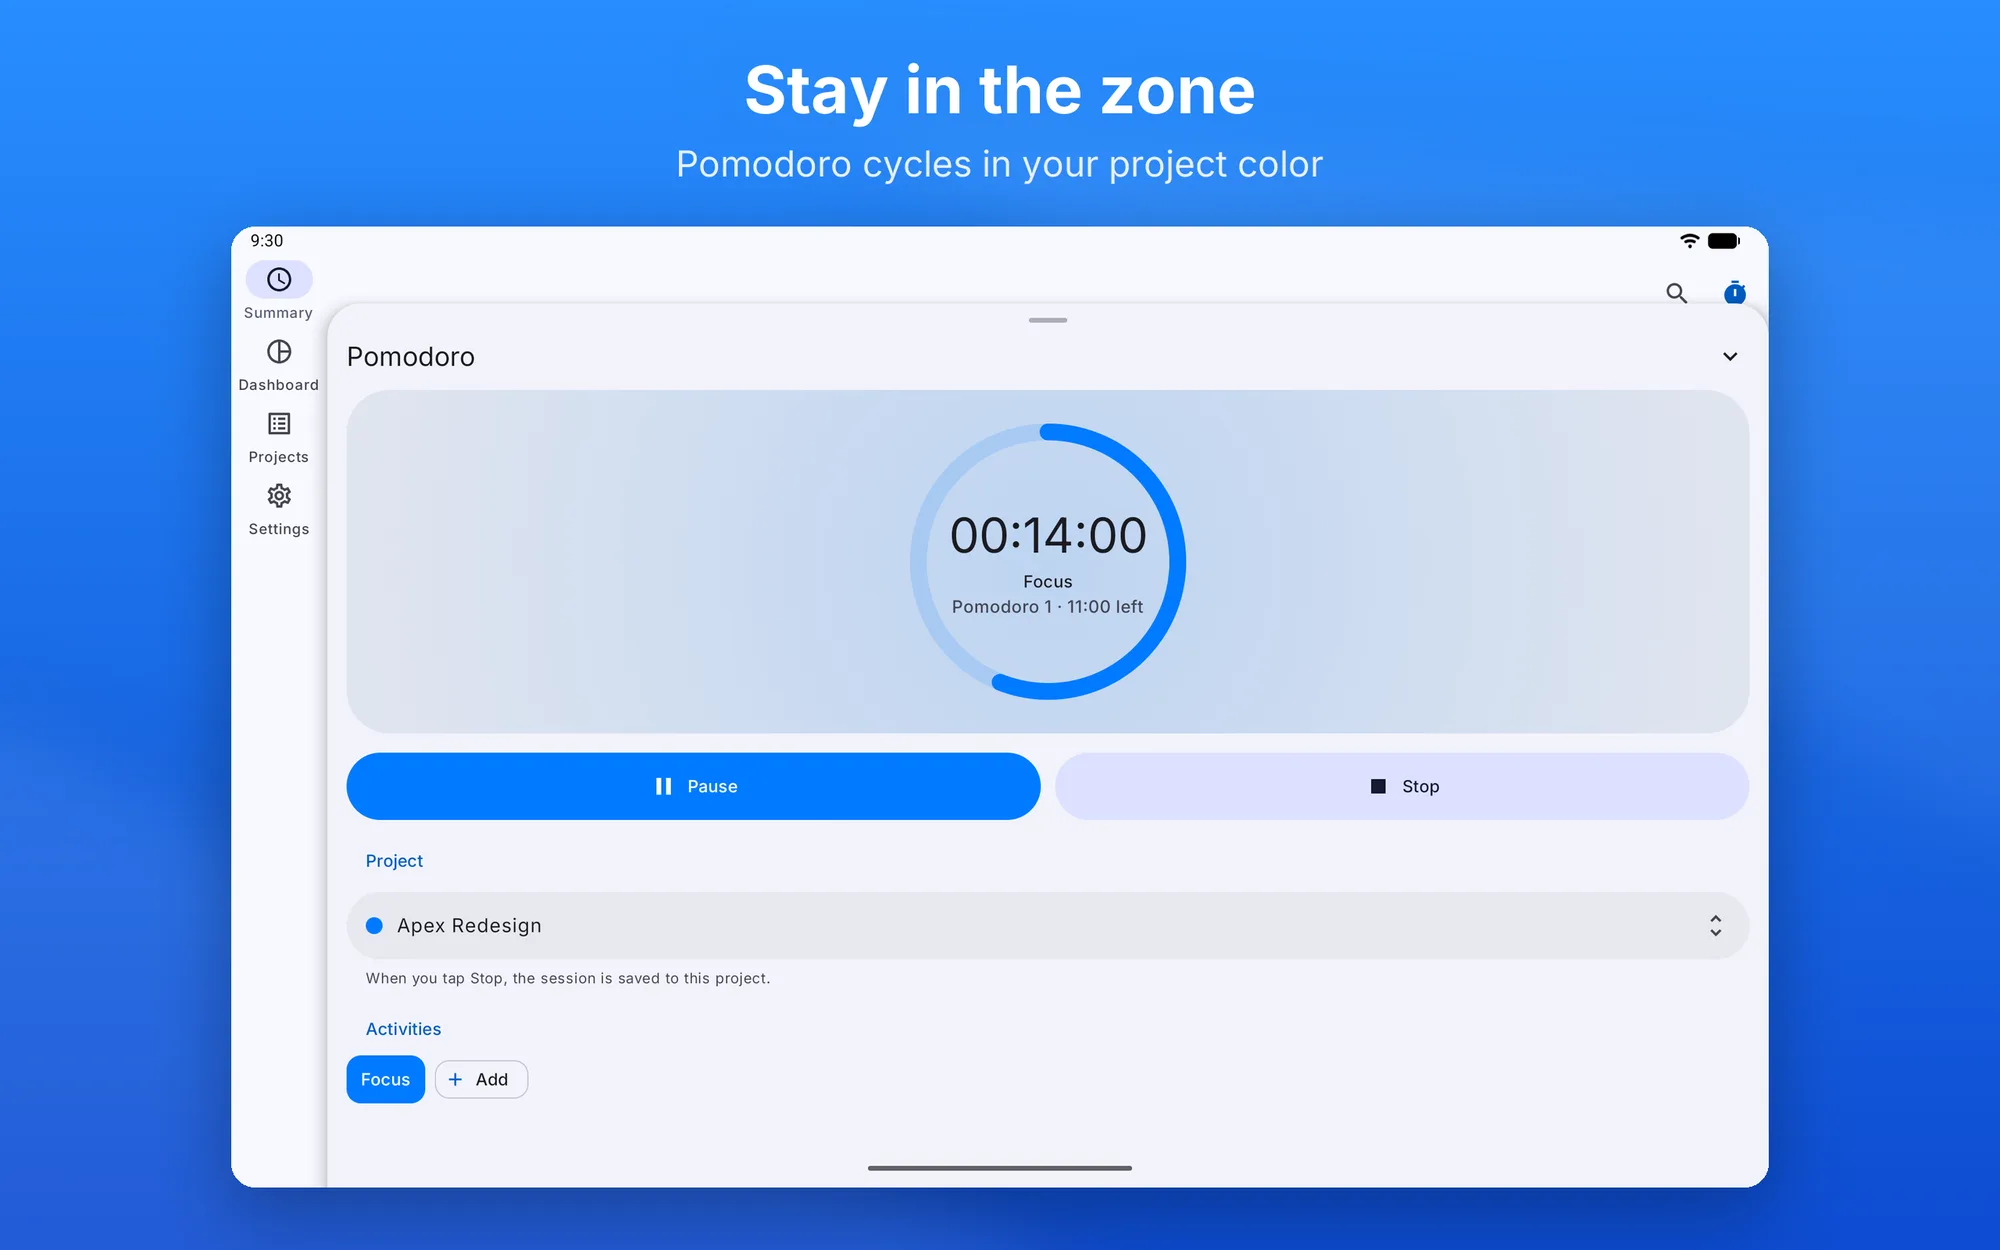 Stay in the zone
Pomodoro cycles in your project color
9:30
Summary
Dashboard
Projects
Settings
Pomodoro
00:14:00
Focus
Pomodoro 1 · 11:00 left
Pause
Stop
Project
Apex Redesign
When you tap Stop, the session is saved to this project.
Activities
Focus
Add